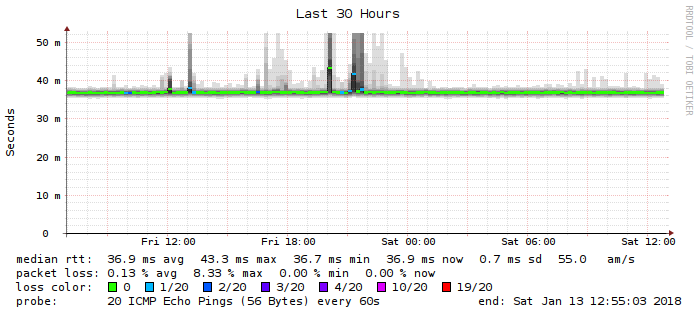 Last 30 Hours
RRDTOOL / TOBI OETIKER
Seconds
50 m
40 m
30 m
20 m
10 m
0
Fri 12:00 Fri 18:00 Sat 00:00 Sat 06:00 Sat 12:00
median rtt: 36.9 ms avg 43.3 ms max 36.7 ms min 36.9 ms now 0.7 ms sd 55.0 am/s
packet loss: 0.13 % avg 8.33 % max 0.00 % min 0.00 % now
loss color: 0 1/20 2/20 3/20 4/20 10/20 19/20
probe: 20 ICMP Echo Pings (56 Bytes) every 60s end: Sat Jan 13 12:55:03 2018